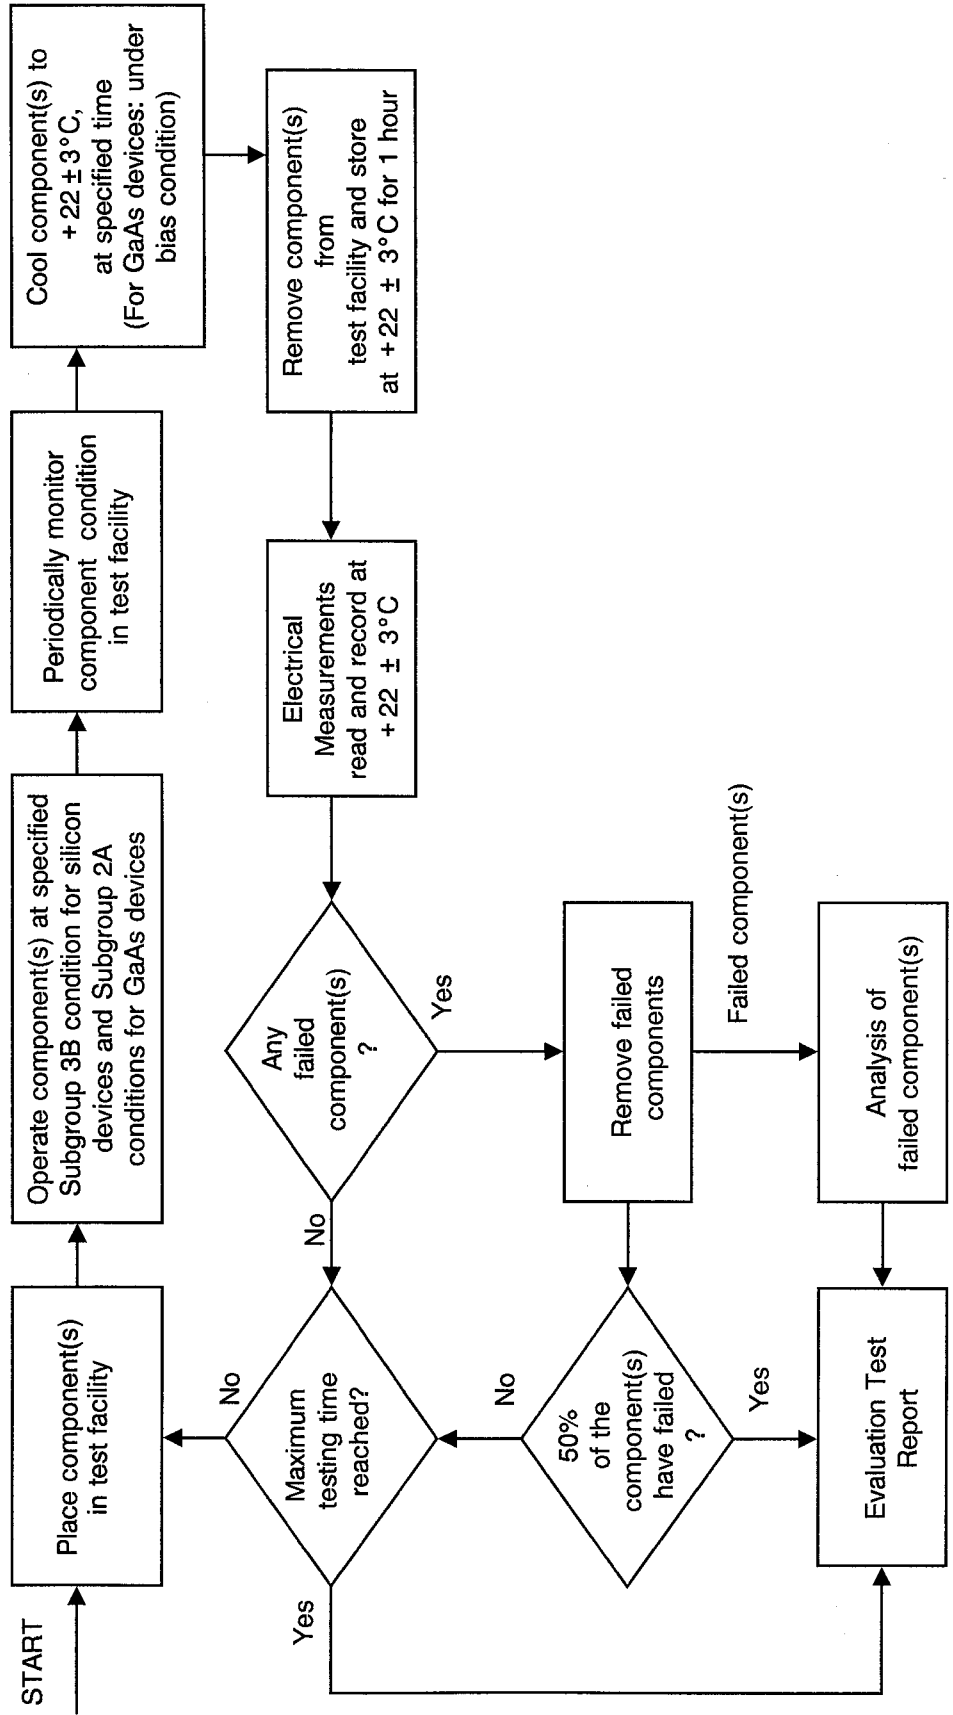 START
Place component(s)
in test facility
Operate component(s) at specified
Subgroup 3B condition for silicon
devices and Subgroup 2A
conditions for GaAs devices
Periodically monitor
component condition
in test facility
Cool component(s) to
+22±3°C,
at specified time
(For GaAs devices: under
bias condition)
Remove component(s)
from
test facility and store
at +22 ± 3°C for 1 hour
Electrical
Measurements
read and record at
+22 ± 3°C
Any
failed
component(s)
?
No
Yes
Maximum
testing time
reached?
No
Yes
Remove failed
components
Failed component(s)
50%
of the
component(s)
have failed
?
No
Yes
Analysis of
failed component(s)
Evaluation Test
Report